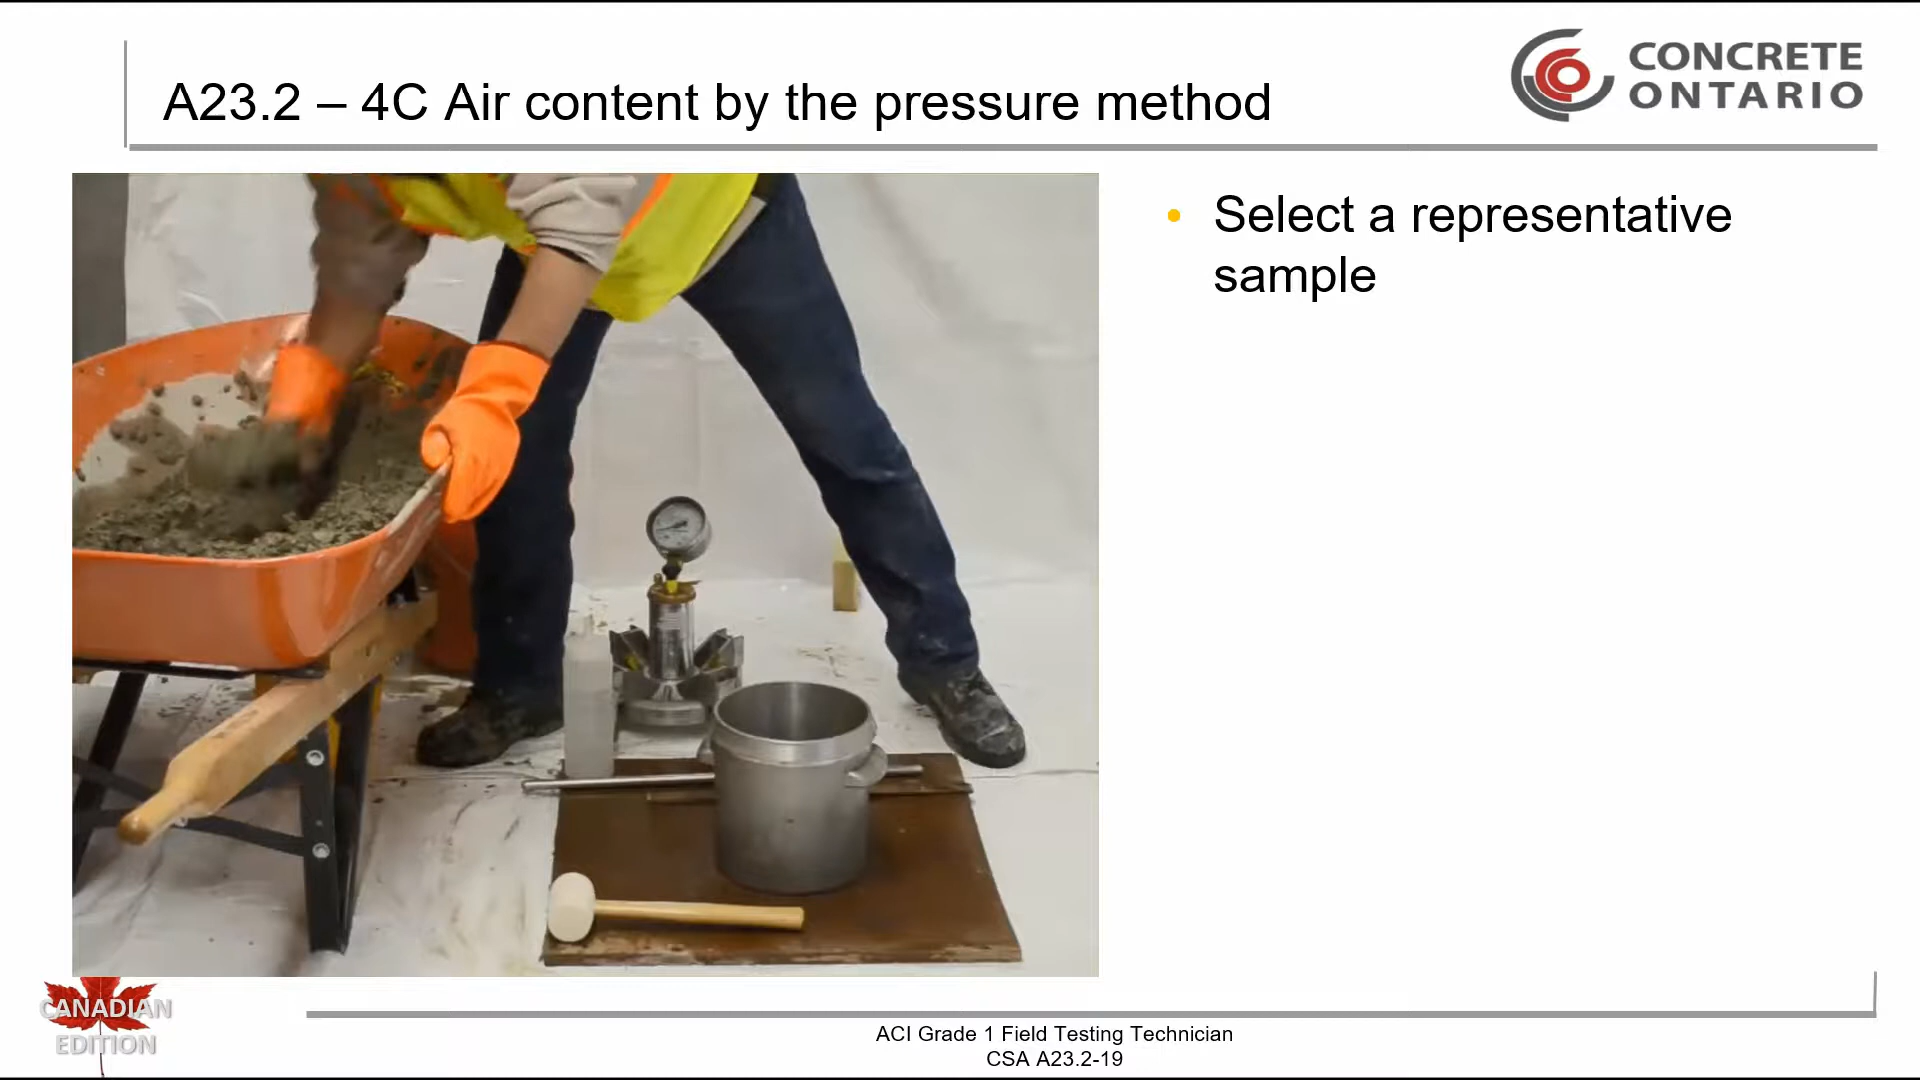 A23.2 – 4C Air content by the pressure method
CONCRETE
ONTARIO
• Select a representative
sample
CANADIAN
EDITION
ACI Grade 1 Field Testing Technician
CSA A23.2-19